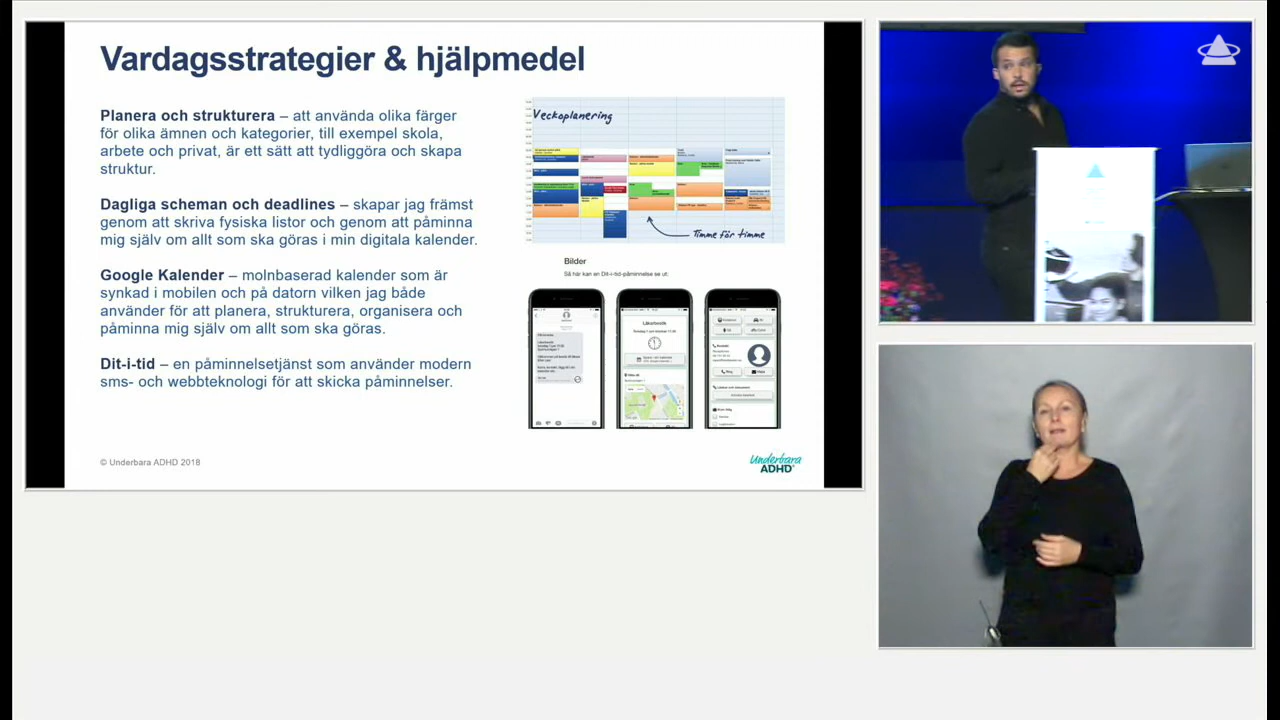 Vardagsstrategier & hjälpmedel
Planera och strukturera – att använda olika färger
för olika ämnen och kategorier, till exempel skola,
arbete och privat, är ett sätt att tydliggöra och skapa
struktur.
Dagliga scheman och deadlines – skapar jag främst
genom att skriva fysiska listor och genom att påminna
mig själv om allt som ska göras i min digitala kalender.
Google Kalender – molnbaserad kalender som är
synkad i mobilen och på datorn vilken jag både
använder för att planera, strukturera, organisera och
påminna mig själv om allt som ska göras.
Dit-i-tid – en påminnelsetjänst som använder modern
sms- och webbteknologi för att skicka påminnelser.
Veckoplanering
Timme för timme
Bilder
Så här kan en Dit-i-tid-påminnelse se ut:
Läkarbesök
© Underbara ADHD 2018
Underbara
ADHD